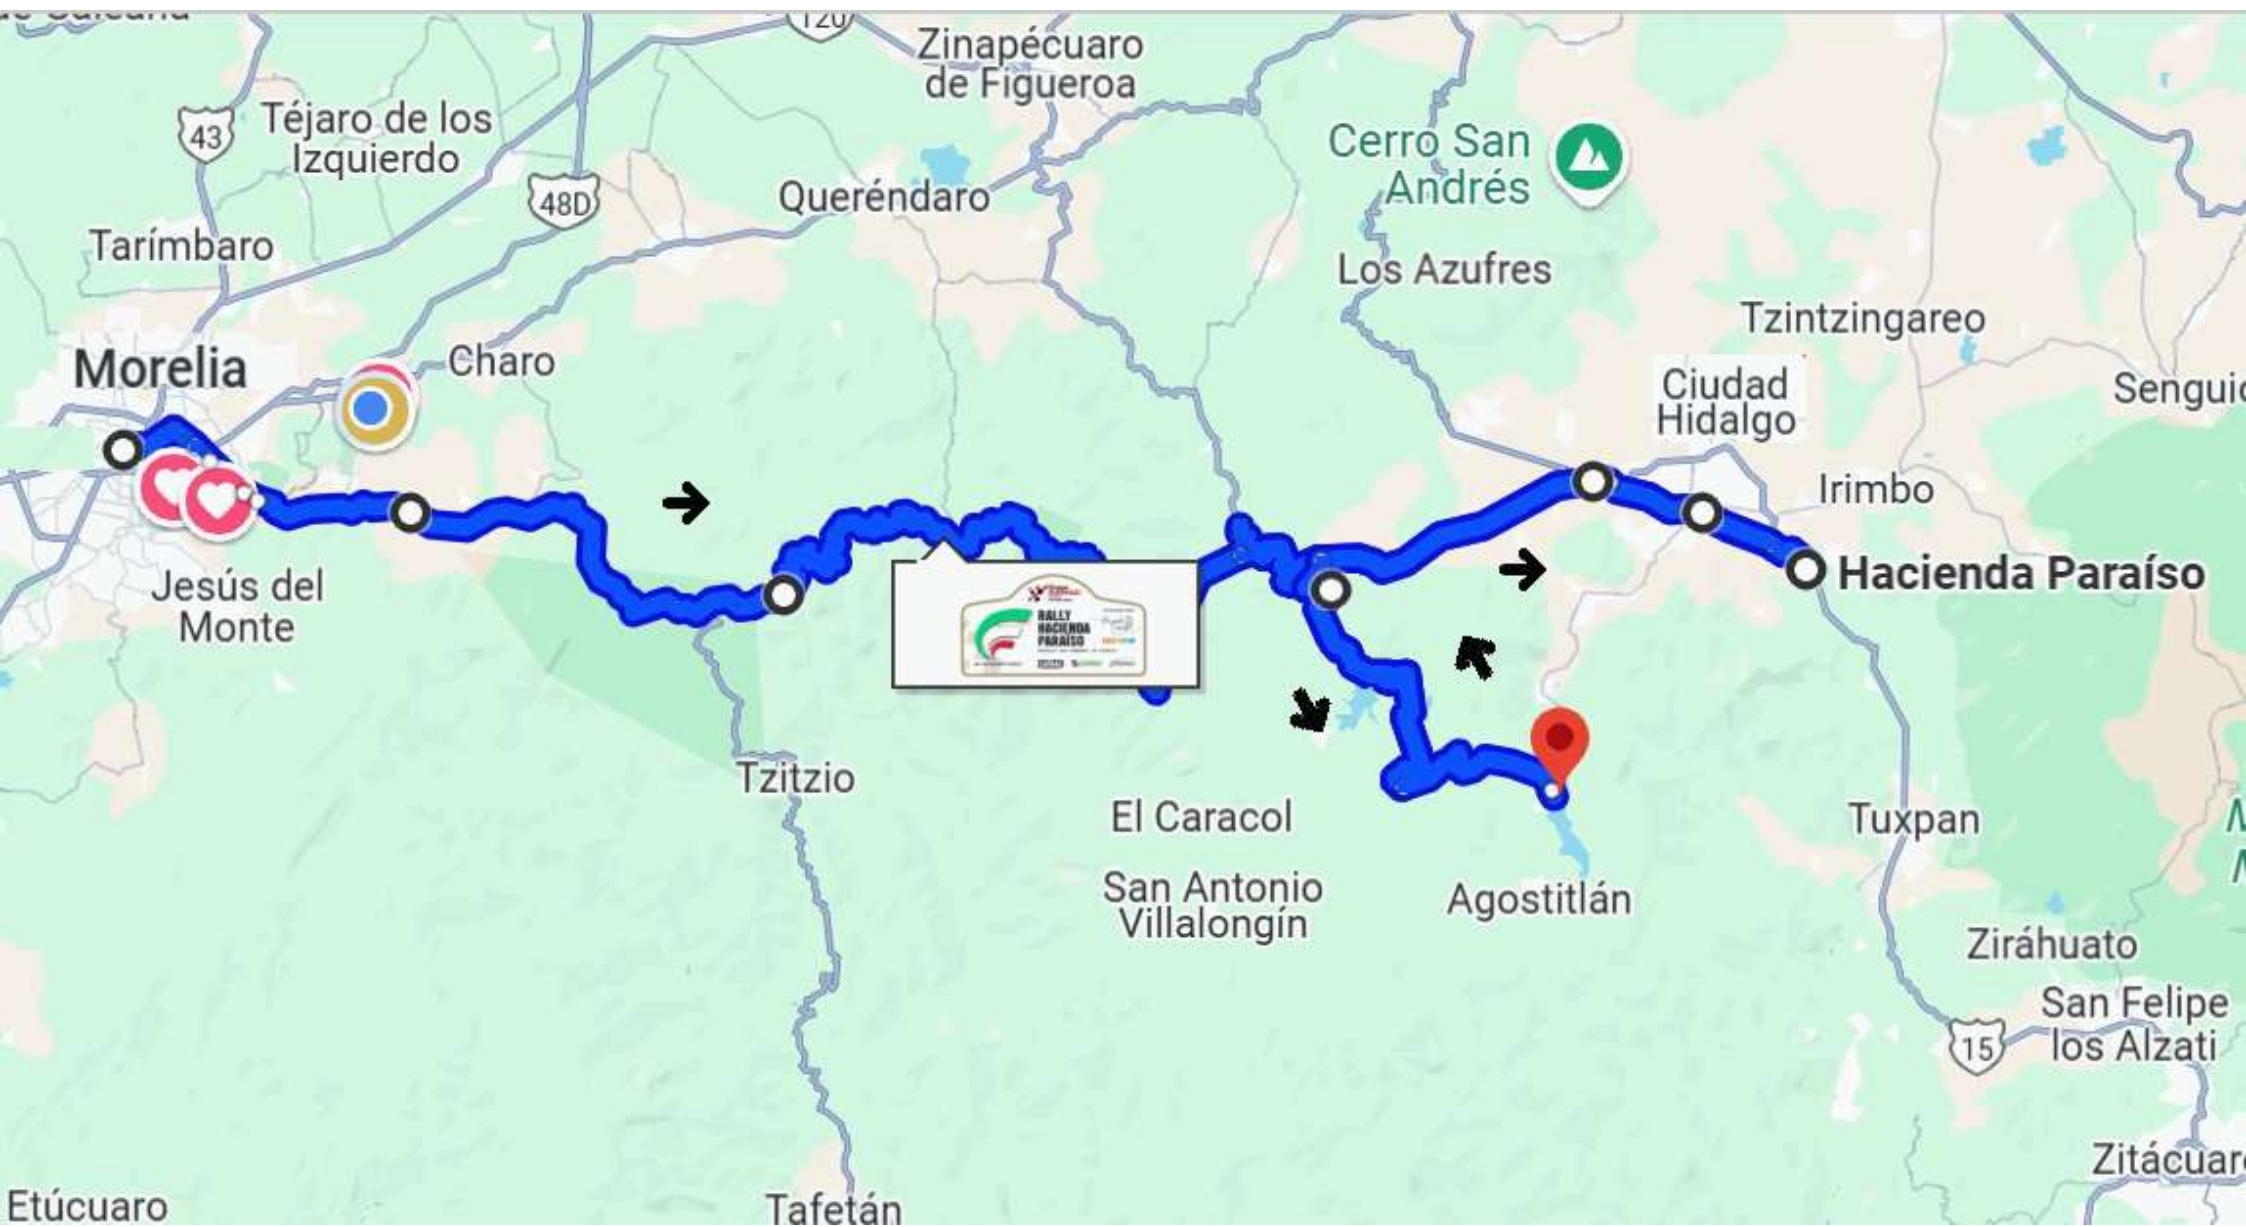 120
Zinapécuaro
de Figueroa
43
Téjaro de los
Izquierdo
Cerro San
Andrés
48D
Queréndaro
Tarímbaro
Los Azufres
Tzintzingareo
Morelia
Charo
Ciudad
Hidalgo
Irimbo
Hacienda Paraíso
Jesús del
Monte
RALLY
HACIENDA
PARAÍSO
Tzitzio
El Caracol
Tuxpan
San Antonio
Villalongín
Agostitlán
Ziráhuato
San Felipe
los Alzati
15
Etúcuaro
Tafetán